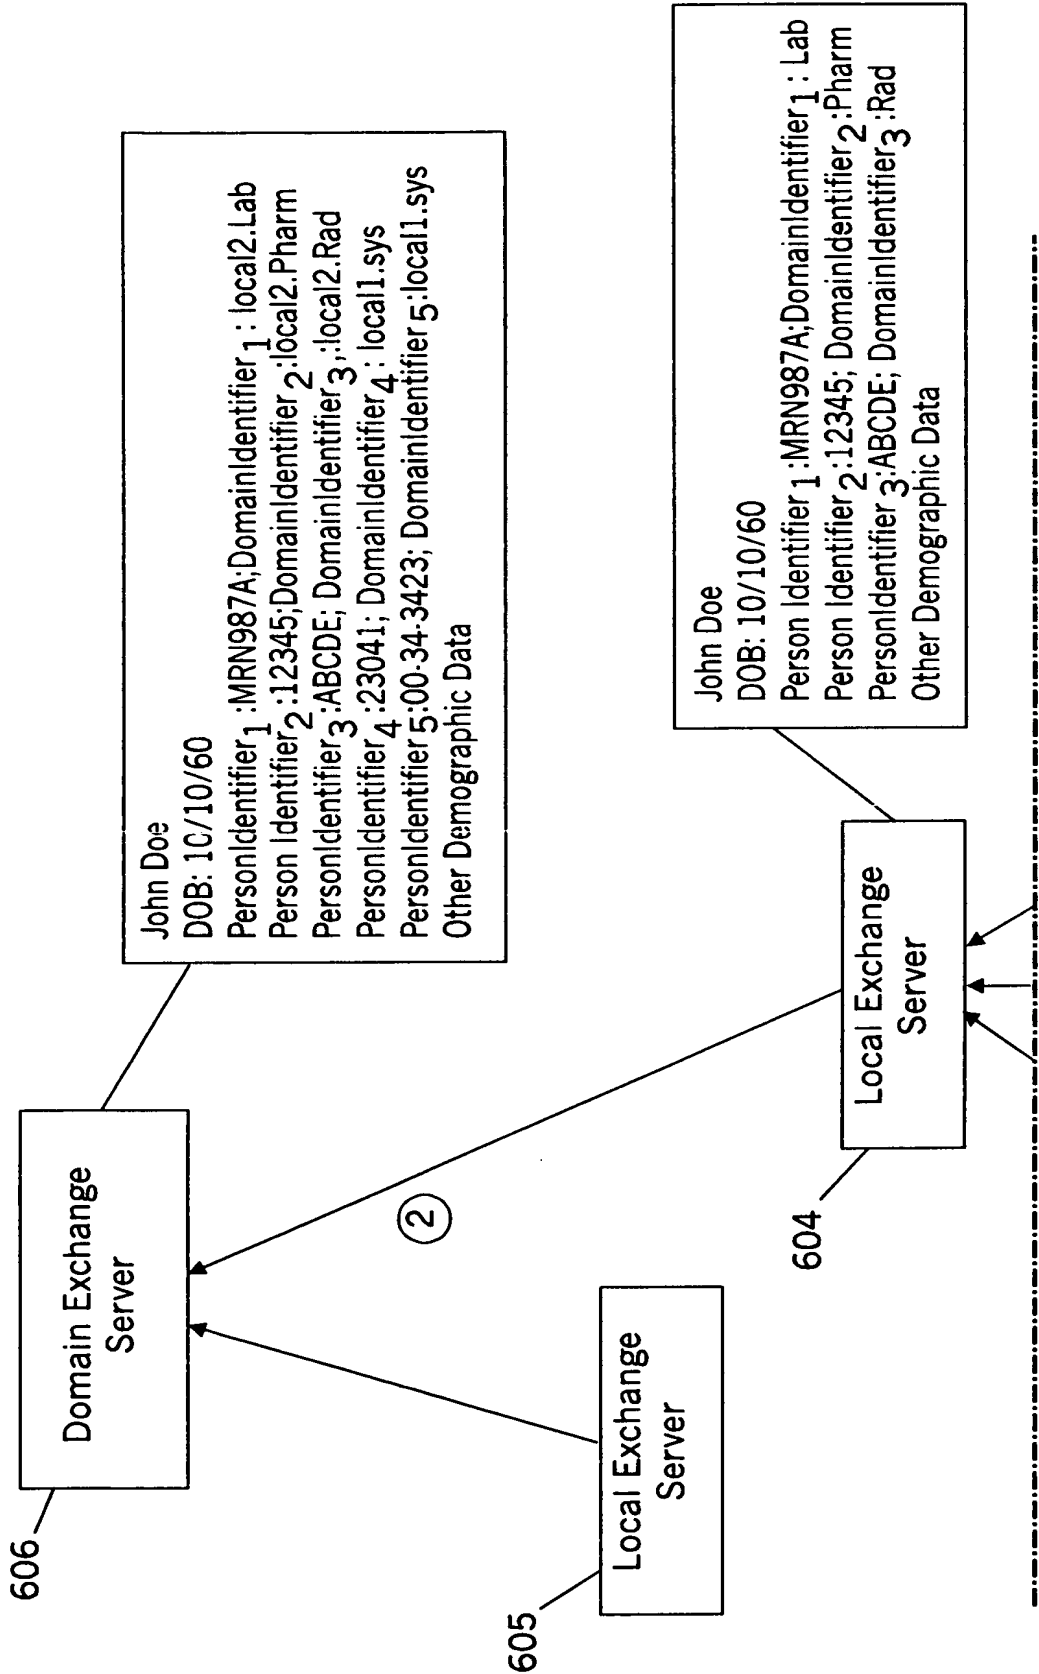 606
Domain Exchange
Server
John Doe
DOB: 10/10/60
PersonIdentifier1:MRN987A;DomainIdentifier1: local2.Lab
Person Identifier2:12345;DomainIdentifier2:local2.Pharm
PersonIdentifier3:ABCDE; DomainIdentifier3,:local2.Rad
PersonIdentifier4:23041; DomainIdentifier4: local1.sys
PersonIdentifier5:00-34-3423; DomainIdentifier5:local1.sys
Other Demographic Data
2
605
Local Exchange
Server
604
Local Exchange
Server
John Doe
DOB: 10/10/60
Person Identifier1:MRN987A;DomainIdentifier1: Lab
Person Identifier2:12345; DomainIdentifier2:Pharm
PersonIdentifier3:ABCDE; DomainIdentifier3:Rad
Other Demographic Data